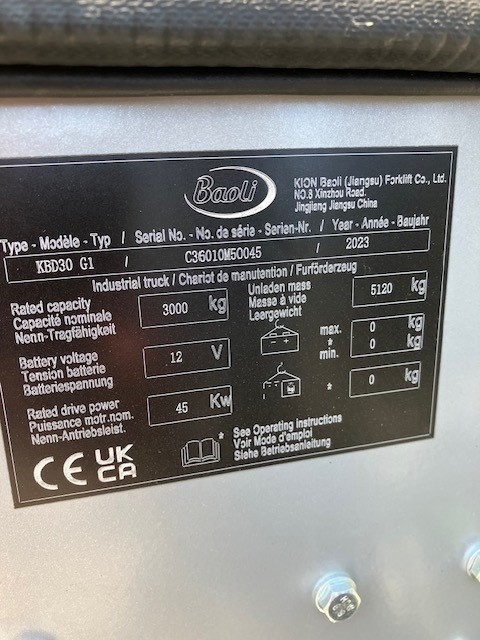 Baoli
KION Baoli (Jiangsu) Forklift Co., Ltd.
NO.8 Xinzhou Road.
Jingjiang Jiangsu China
Type - Modèle - Typ / Serial No. - No. de série - Serien-Nr. / Year - Année - Baujahr
KBD30 G1 / C36010M50045 / 2023
Industrial truck / Chariot de manutention / Furförderzeug
Rated capacity
Capacité nominale
Nenn-Tragfähigkeit
3000 kg
Unladen mass
Masse à vide
Leergewicht
5120 kg
Battery voltage
Tension batterie
Batteriespannung
12 V
max.
*
min.
0 kg
0 kg
Rated drive power
Puissance motr.nom.
Nenn-Antriebsleist.
45 Kw
* 0 kg
* See Operating instructions
Voir Mode d'emploi
Siehe Betriebsanleitung
CE UK
CA